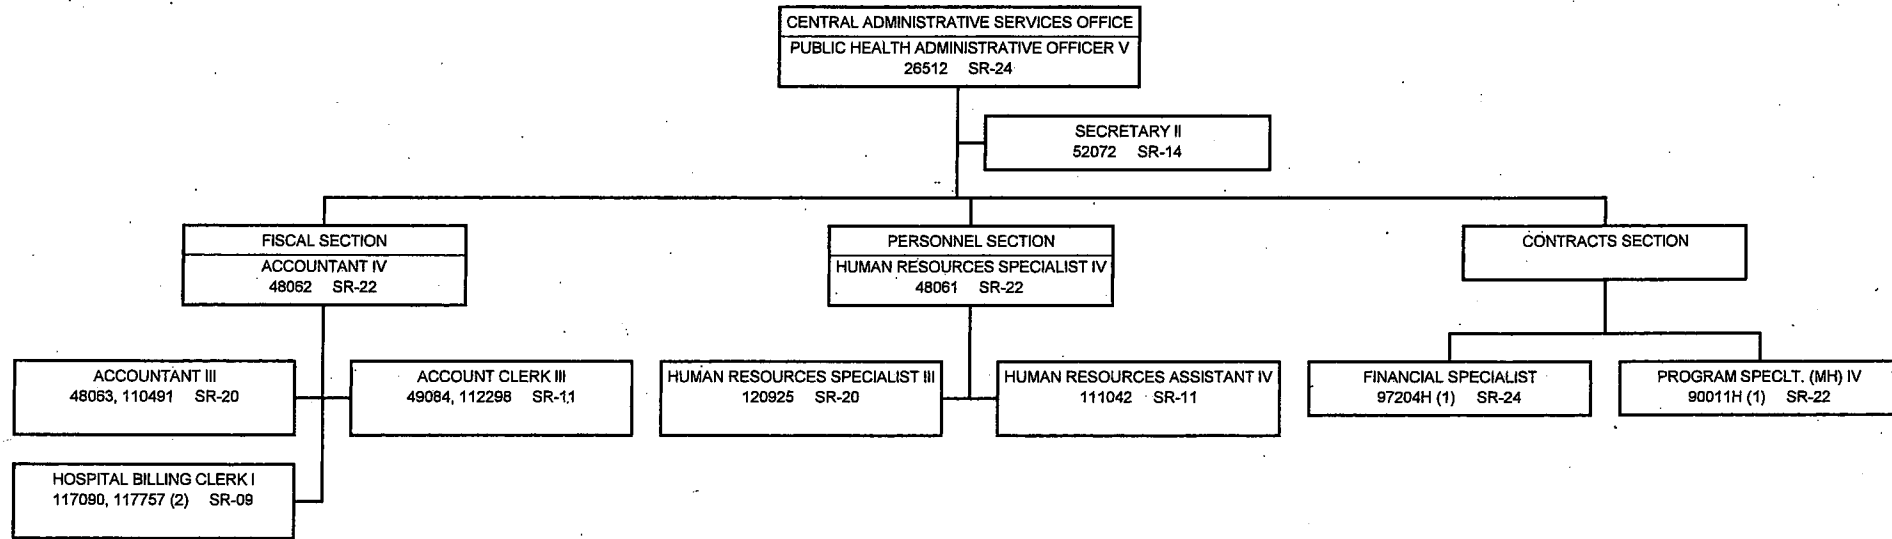 CENTRAL ADMINISTRATIVE SERVICES OFFICE
PUBLIC HEALTH ADMINISTRATIVE OFFICER V
26512 SR-24
SECRETARY II
52072 SR-14
FISCAL SECTION
ACCOUNTANT IV
48062 SR-22
PERSONNEL SECTION
HUMAN RESOURCES SPECIALIST IV
48061 SR-22
CONTRACTS SECTION
ACCOUNTANT III
48063, 110491 SR-20
ACCOUNT CLERK III
49084, 112298 SR-11
HUMAN RESOURCES SPECIALIST III
120925 SR-20
HUMAN RESOURCES ASSISTANT IV
111042 SR-11
FINANCIAL SPECIALIST
97204H (1) SR-24
PROGRAM SPECLT. (MH) IV
90011H (1) SR-22
HOSPITAL BILLING CLERK I
117090, 117757 (2) SR-09